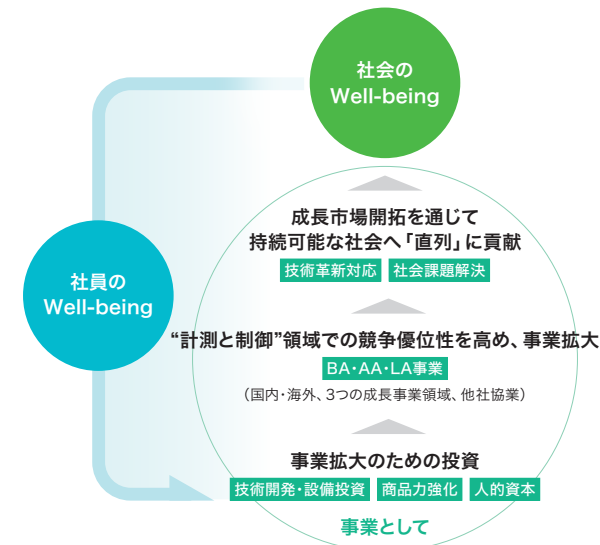 社会の
Well-being
成長市場開拓を通じて
持続可能な社会へ「直列」に貢献
技術革新対応 社会課題解決
社員の
Well-being
“計測と制御”領域での競争優位性を高め、事業拡大
BA・AA・LA事業
（国内・海外、3つの成長事業領域、他社協業）
事業拡大のための投資
技術開発・設備投資 商品力強化 人的資本
事業として